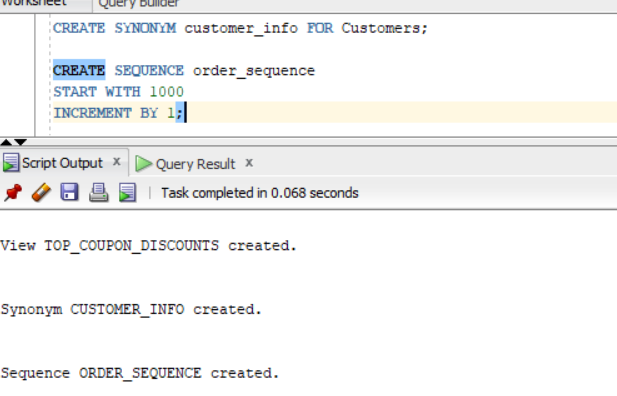 Worksheet Query Builder
CREATE SYNONYM customer_info FOR Customers;
CREATE SEQUENCE order_sequence
START WITH 1000
INCREMENT BY 1;
Script Output x Query Result x
Task completed in 0.068 seconds
View TOP_COUPON_DISCOUNTS created.
Synonym CUSTOMER_INFO created.
Sequence ORDER_SEQUENCE created.